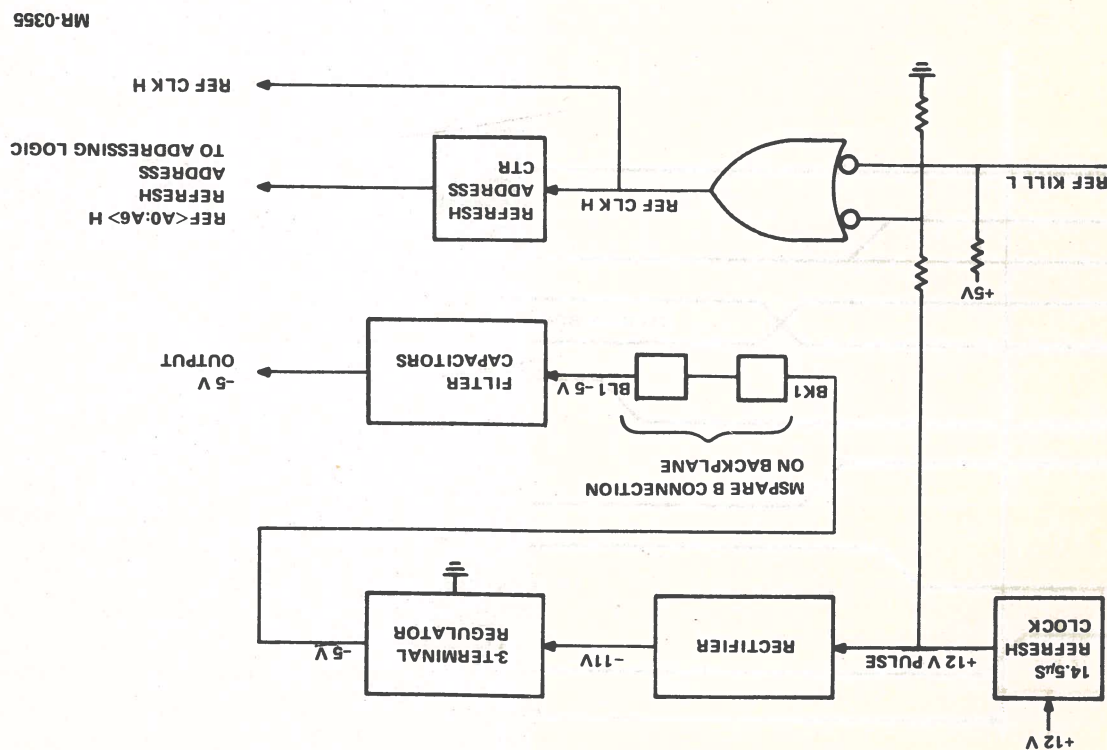 +12 V
14.5μS
REFRESH
CLOCK
+12 V PULSE
RECTIFIER
−11V
3-TERMINAL
REGULATOR
−5 V
MSPARE B CONNECTION
ON BACKPLANE
BK1
BL1 −5 V
FILTER
CAPACITORS
−5 V
OUTPUT
+5V
REF KILL L
REF CLK H
REFRESH
ADDRESS
CTR
REF<A0:A6> H
REFRESH
ADDRESS
TO ADDRESSING LOGIC
REF CLK H
MR-0355